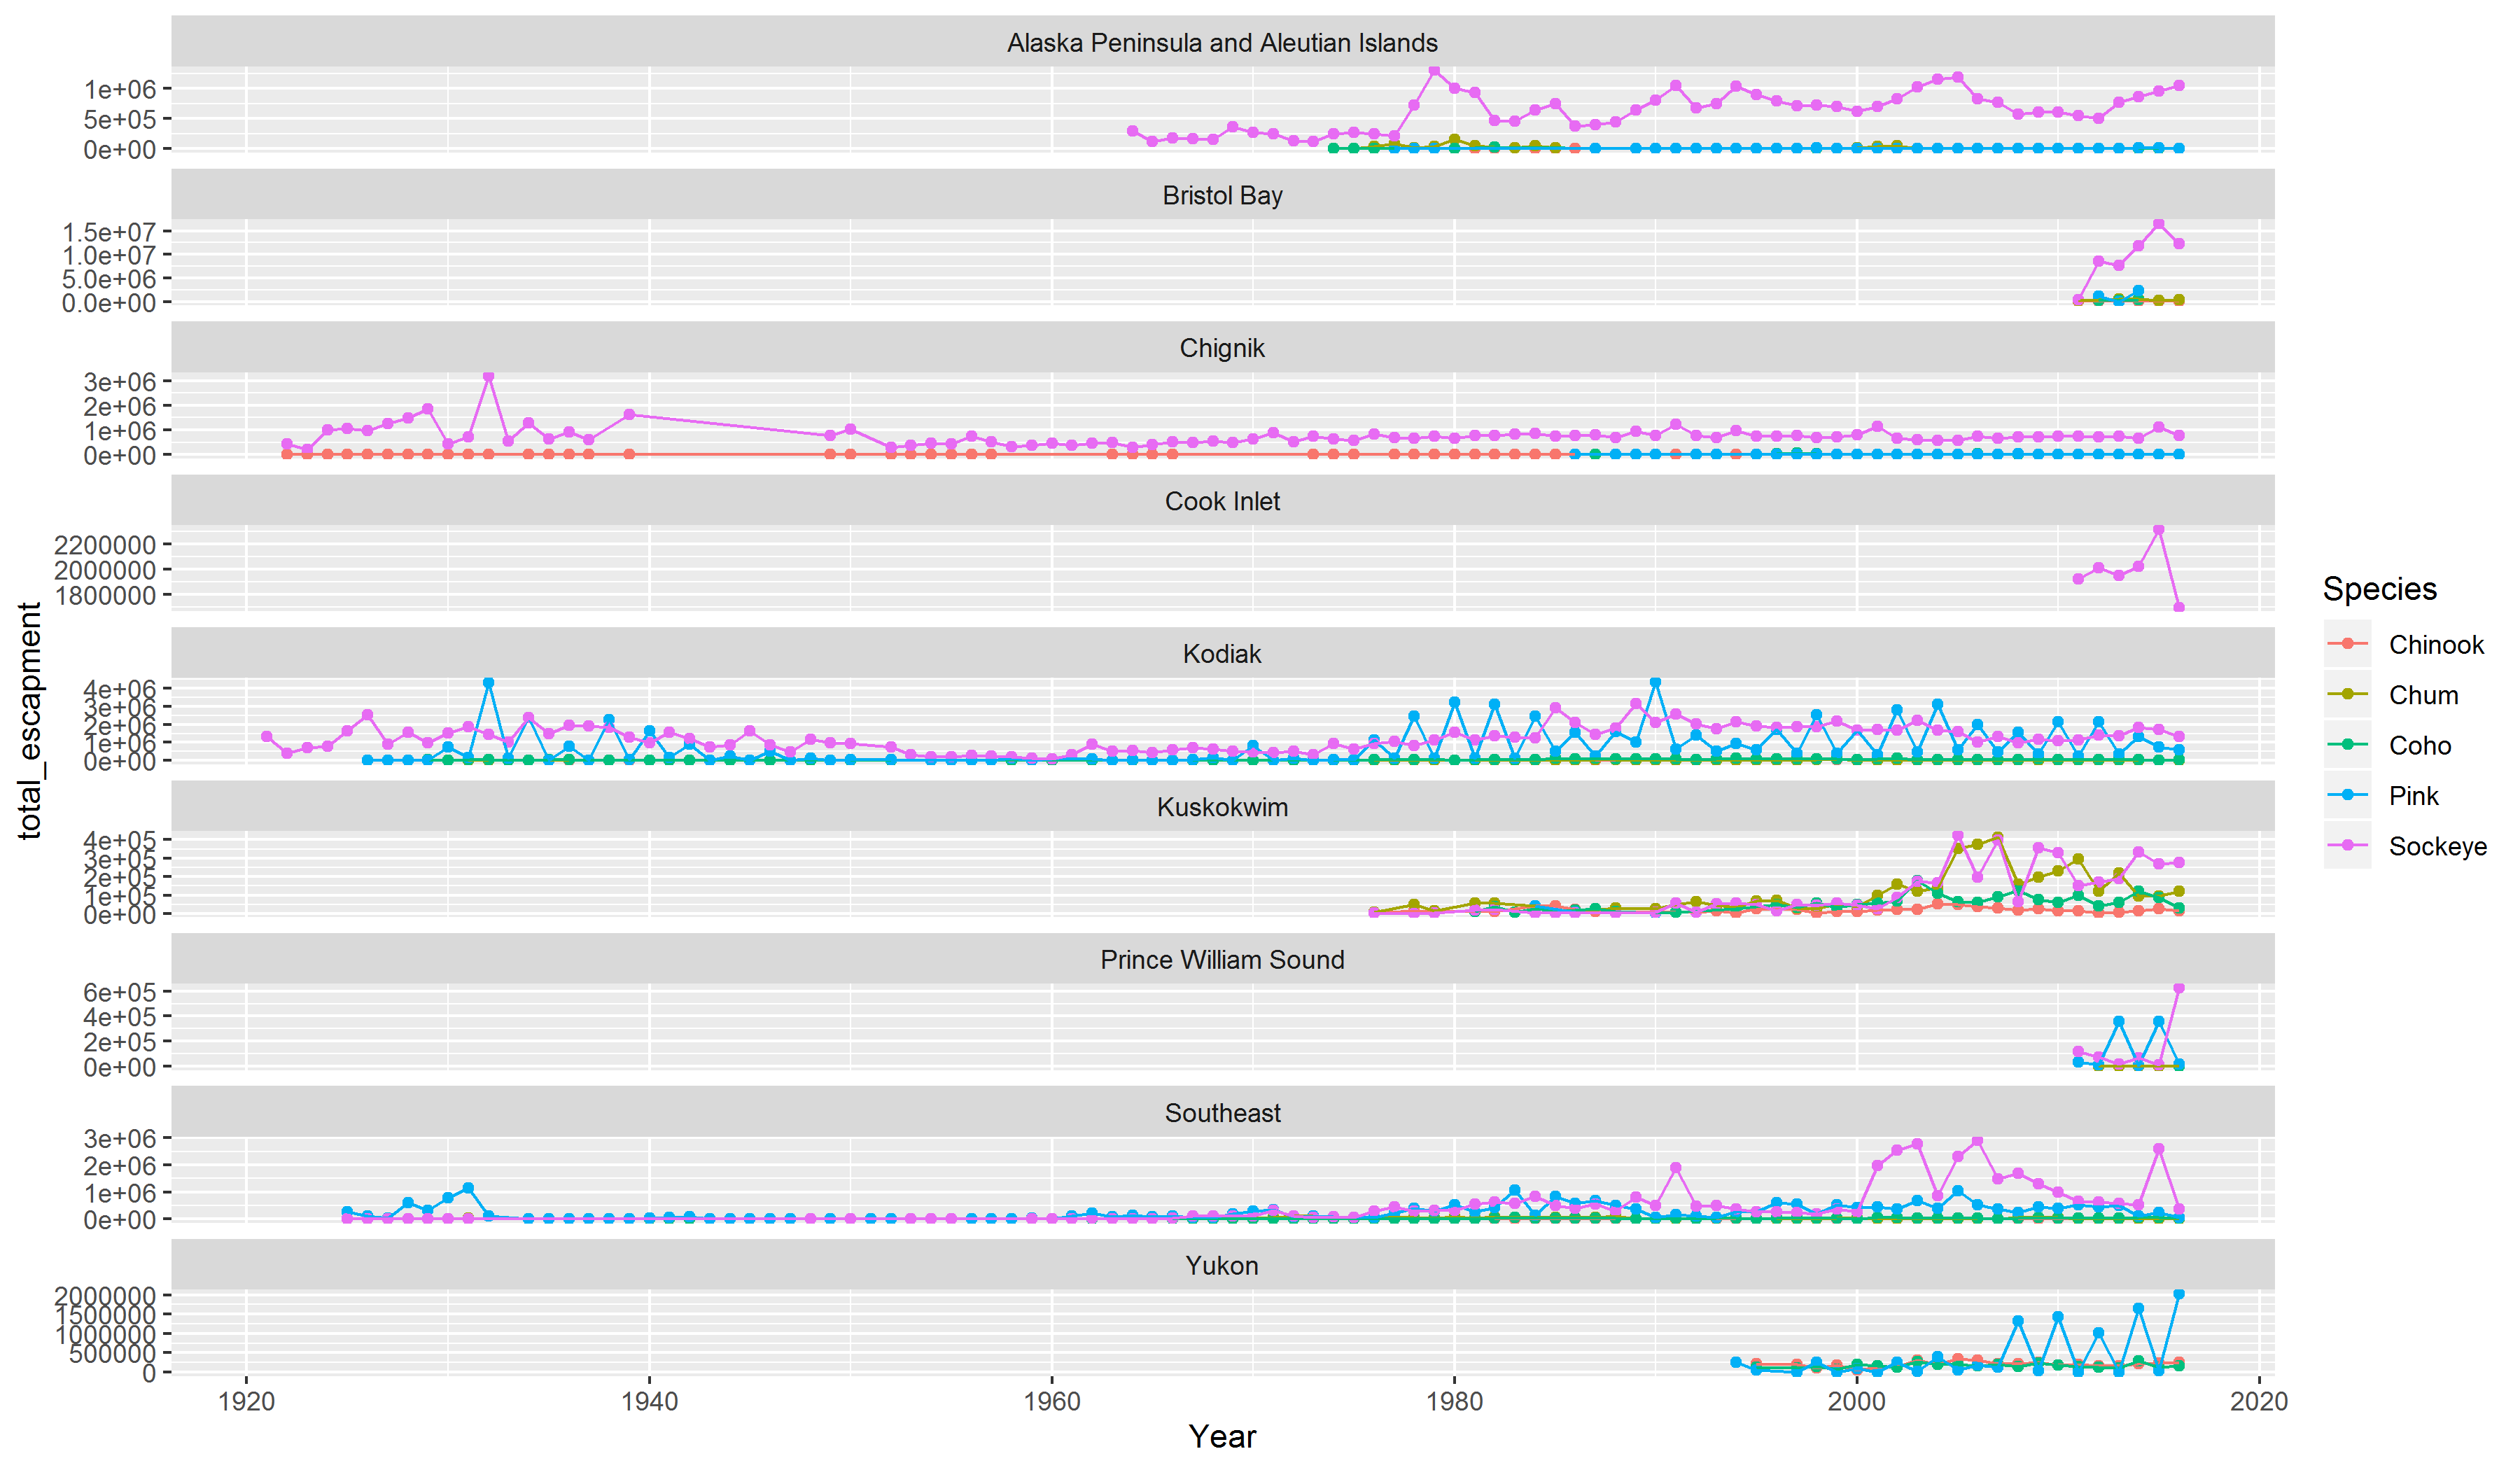 Alaska Peninsula and Aleutian Islands
1e+06
5e+05
0e+00
Bristol Bay
1.5e+07
1.0e+07
5.0e+06
0.0e+00
Chignik
3e+06
2e+06
1e+06
0e+00
Cook Inlet
2200000
2000000
1800000
Kodiak
4e+06
3e+06
2e+06
1e+06
0e+00
Kuskokwim
4e+05
3e+05
2e+05
1e+05
0e+00
Prince William Sound
6e+05
4e+05
2e+05
0e+00
Southeast
3e+06
2e+06
1e+06
0e+00
Yukon
2000000
1500000
1000000
500000
0
1920 1940 1960 1980 2000 2020
Year
total_escapment
Species
Chinook
Chum
Coho
Pink
Sockeye